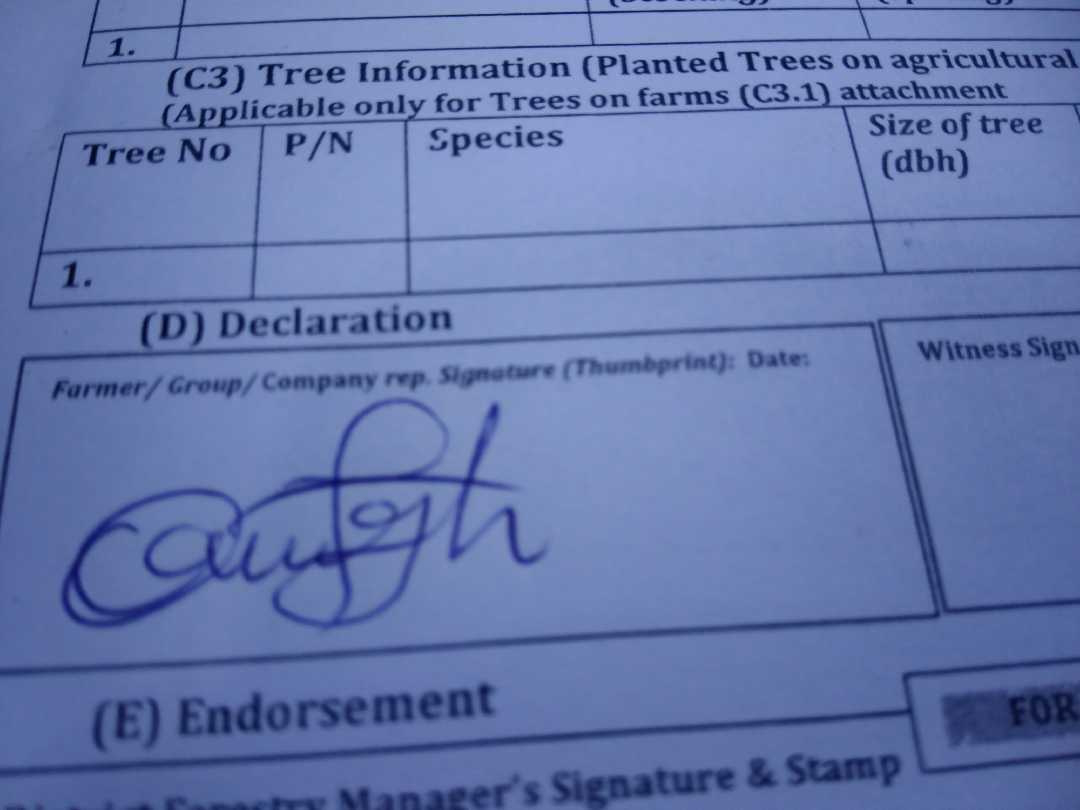 1.
(C3) Tree Information (Planted Trees on agricultural
(Applicable only for Trees on farms (C3.1) attachment
Tree No P/N Species Size of tree (dbh)
1.
(D) Declaration
Farmer/ Group/ Company rep. Signature (Thumbprint): Date:
Witness Sign
(E) Endorsement
FOR
Forestry Manager's Signature & Stamp